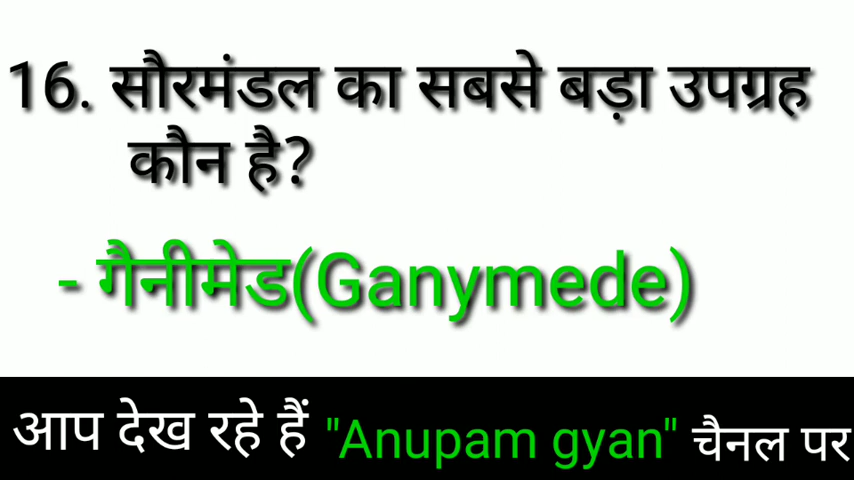 16. सौरमंडल का सबसे बड़ा उपग्रह
कौन है?
- गैनीमेड(Ganymede)
आप देख रहे हैं "Anupam gyan" चैनल पर